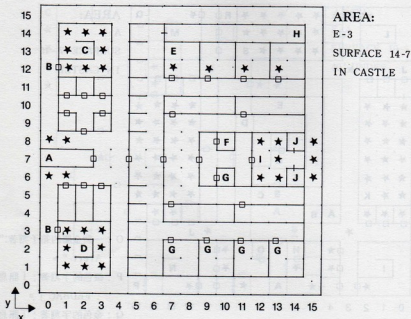 15
14
13
12
11
10
9
8
7
6
5
4
3
2
1
0
H
C
E
B
F
A
I
J
G
J
B
D
G
G
G
G
y
x
0 1 2 3 4 5 6 7 8 9 10 11 12 13 14 15
AREA:
E-3
SURFACE 14-7
IN CASTLE